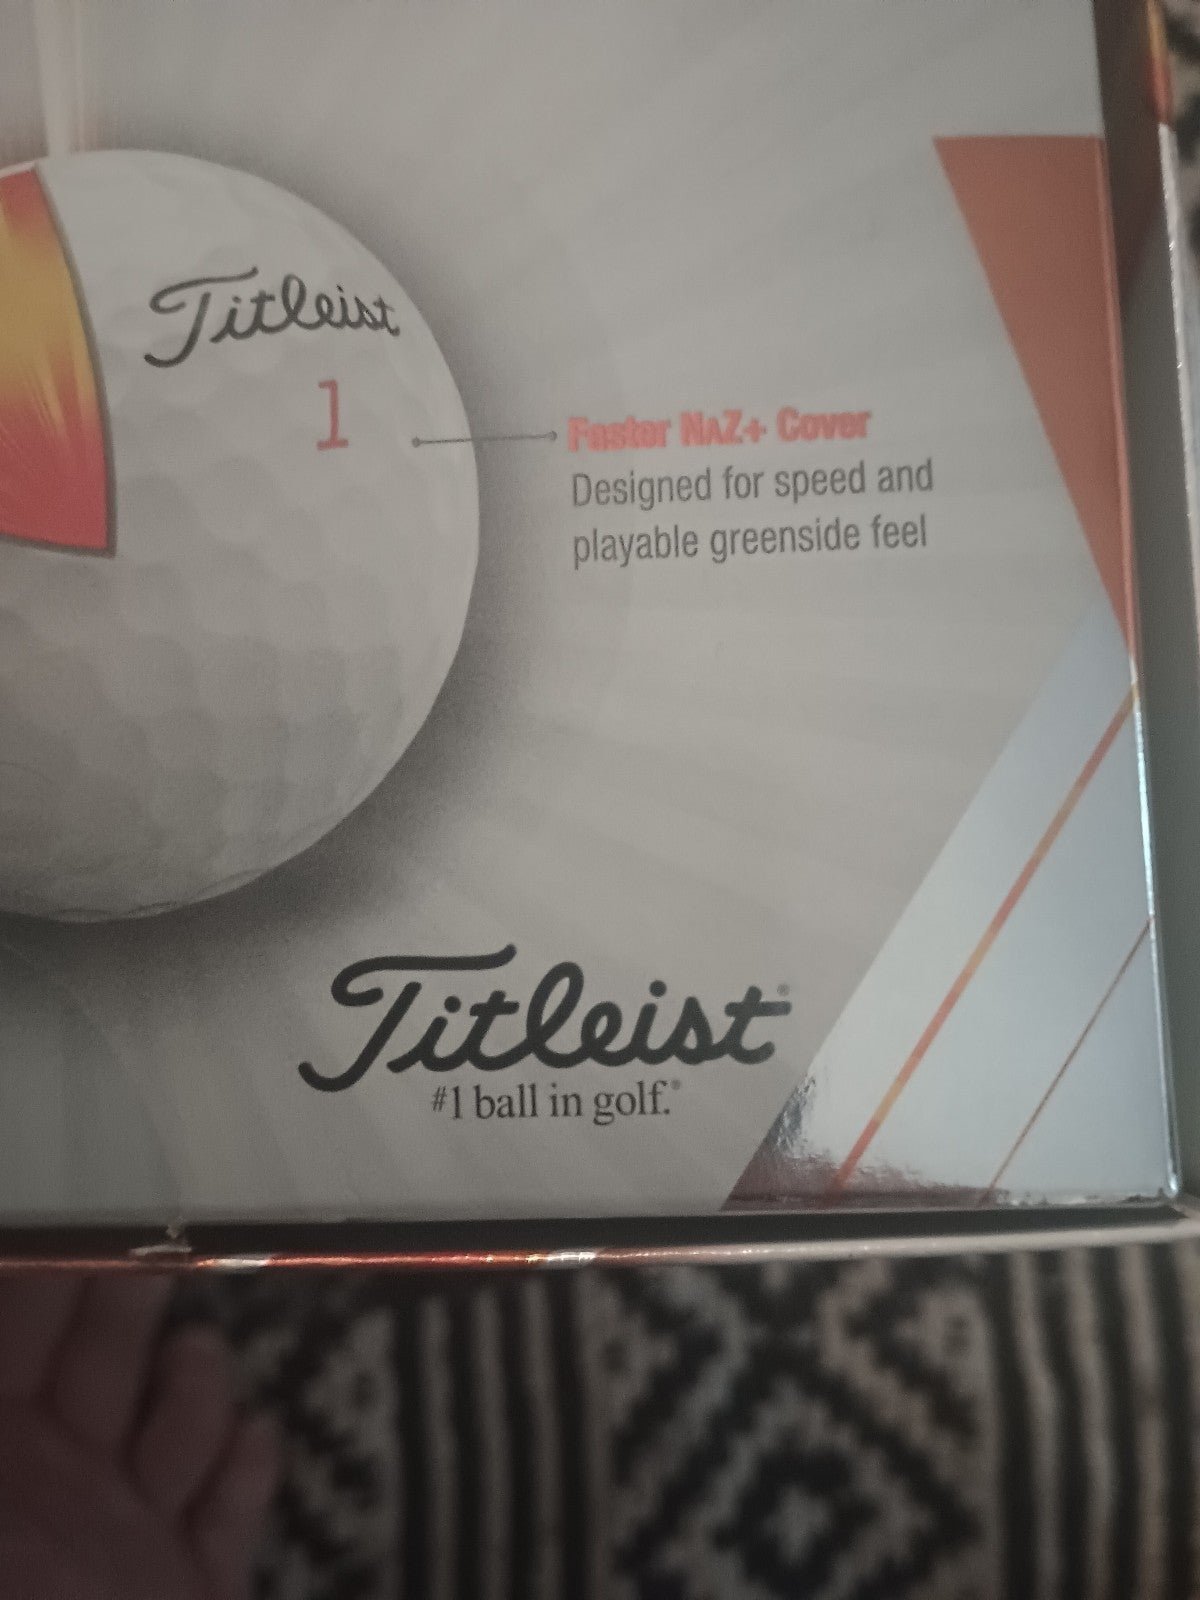 Titleist
1
Faster NAZ+ Cover
Designed for speed and
playable greenside feel
Titleist®
#1 ball in golf.®